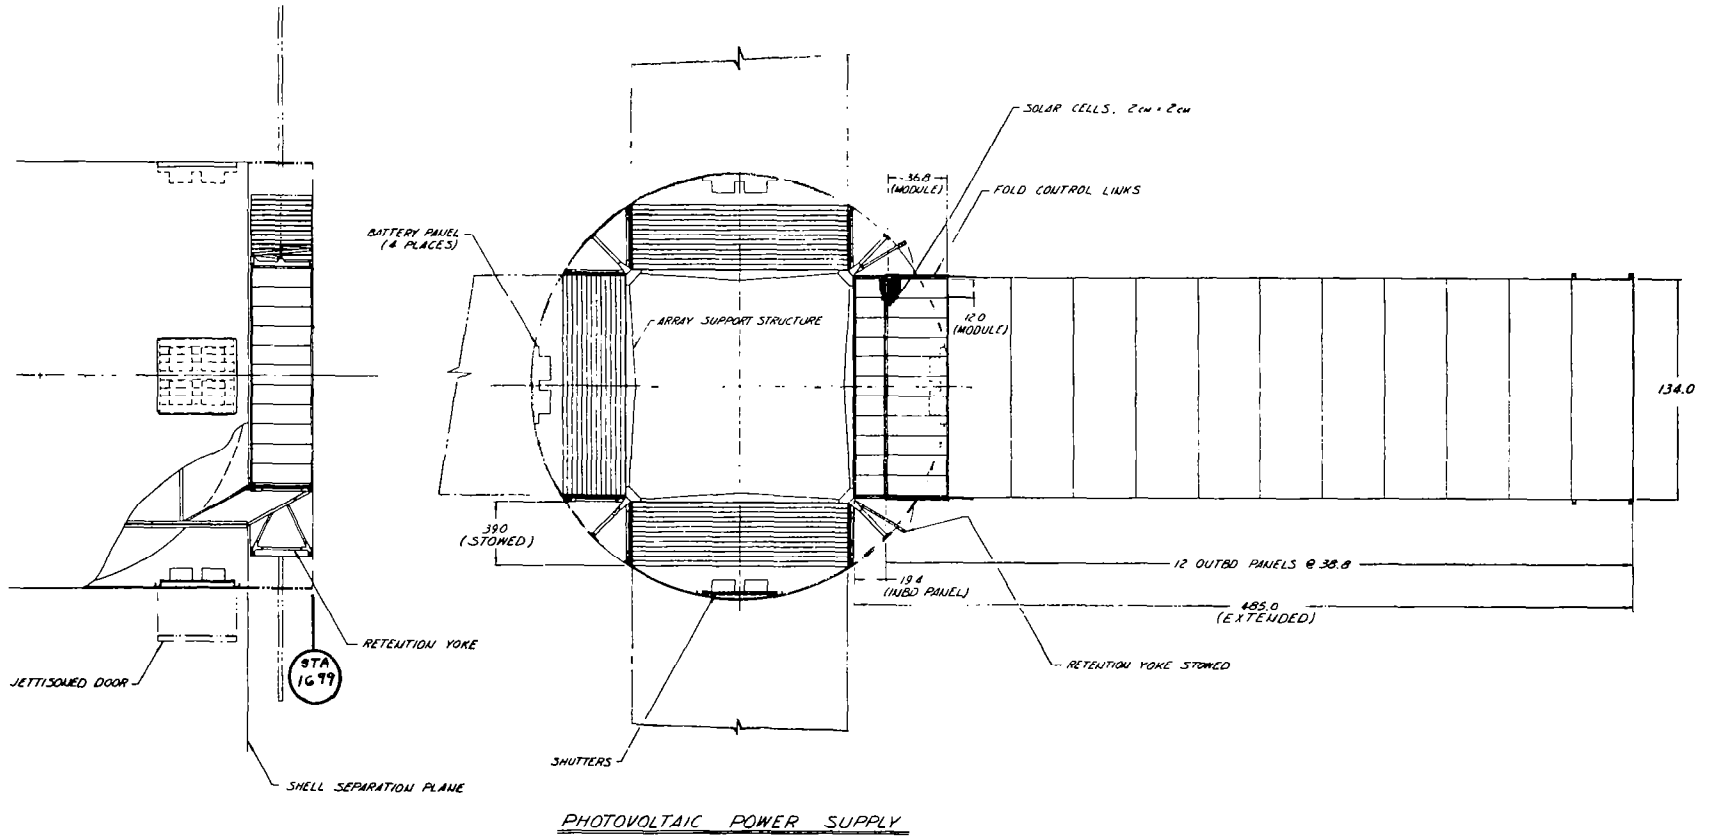 SOLAR CELLS, 2CM × 2CM
36.8
(MODULE)
FOLD CONTROL LINKS
BATTERY PANEL
(4 PLACES)
ARRAY SUPPORT STRUCTURE
12.0
(MODULE)
134.0
39.0
(STOWED)
12 OUTBD PANELS @ 38.8
19.4
(INBD PANEL)
485.0
(EXTENDED)
RETENTION YOKE
RETENTION YOKE STOWED
STA
1699
JETTISONED DOOR
SHUTTERS
SHELL SEPARATION PLANE
PHOTOVOLTAIC POWER SUPPLY